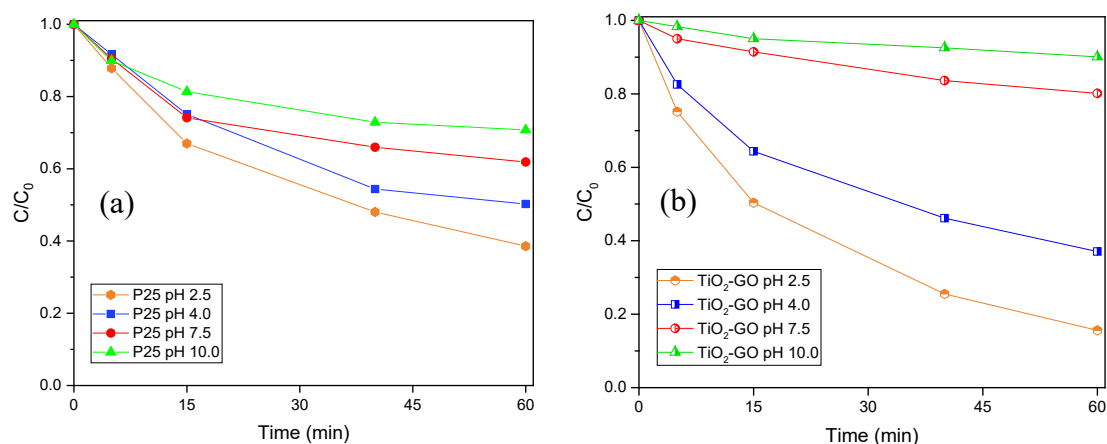 1.0
0.8
0.6
0.4
0.2
0.0
C/C₀
(a)
P25 pH 2.5
P25 pH 4.0
P25 pH 7.5
P25 pH 10.0
0 15 30 45 60
Time (min)
1.0
0.8
0.6
0.4
0.2
0.0
C/C₀
(b)
TiO₂-GO pH 2.5
TiO₂-GO pH 4.0
TiO₂-GO pH 7.5
TiO₂-GO pH 10.0
0 15 30 45 60
Time (min)